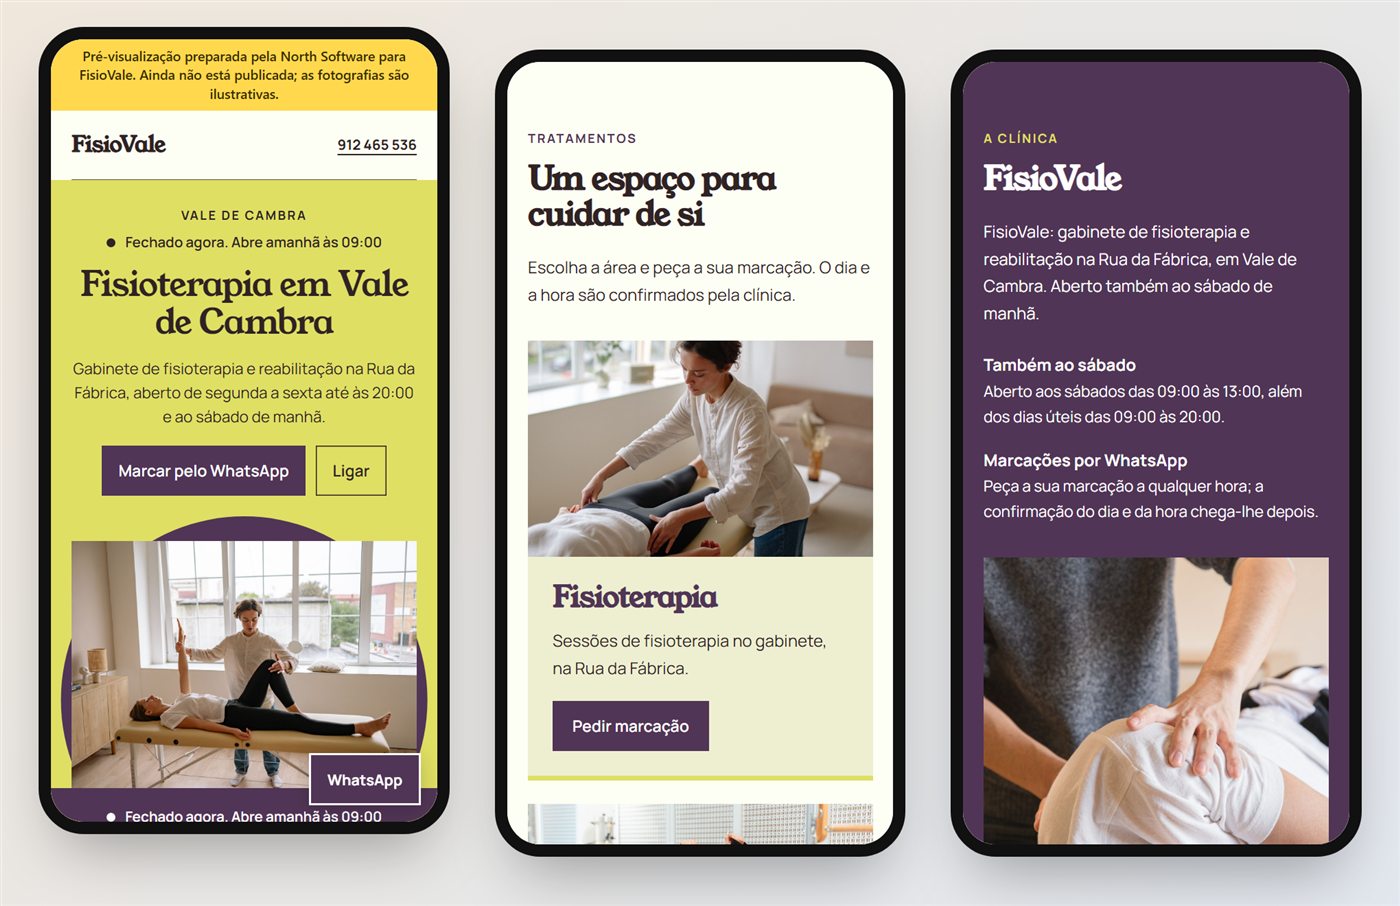 Pré-visualização preparada pela North Software para
FisioVale. Ainda não está publicada; as fotografias são
ilustrativas.
FisioVale
912 465 536
VALE DE CAMBRA
Fechado agora. Abre amanhã às 09:00
Fisioterapia em Vale
de Cambra
Gabinete de fisioterapia e reabilitação na Rua da
Fábrica, aberto de segunda a sexta até às 20:00
e ao sábado de manhã.
Marcar pelo WhatsApp
Ligar
WhatsApp
Fechado agora. Abre amanhã às 09:00
TRATAMENTOS
Um espaço para
cuidar de si
Escolha a área e peça a sua marcação. O dia e
a hora são confirmados pela clínica.
Fisioterapia
Sessões de fisioterapia no gabinete,
na Rua da Fábrica.
Pedir marcação
A CLÍNICA
FisioVale
FisioVale: gabinete de fisioterapia e
reabilitação na Rua da Fábrica, em Vale de
Cambra. Aberto também ao sábado de
manhã.
Também ao sábado
Aberto aos sábados das 09:00 às 13:00, além
dos dias úteis das 09:00 às 20:00.
Marcações por WhatsApp
Peça a sua marcação a qualquer hora; a
confirmação do dia e da hora chega-lhe depois.